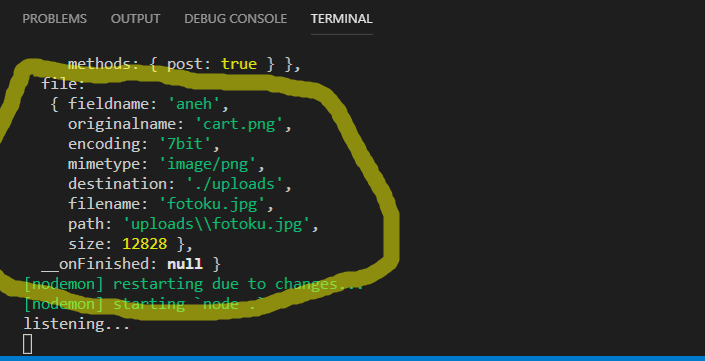 PROBLEMS OUTPUT DEBUG CONSOLE TERMINAL
methods: { post: true } },
file:
{ fieldname: 'aneh',
originalname: 'cart.png',
encoding: '7bit',
mimetype: 'image/png',
destination: './uploads',
filename: 'fotoku.jpg',
path: 'uploads\\fotoku.jpg',
size: 12828 },
__onFinished: null }
[nodemon] restarting due to changes...
[nodemon] starting `node .`
listening...